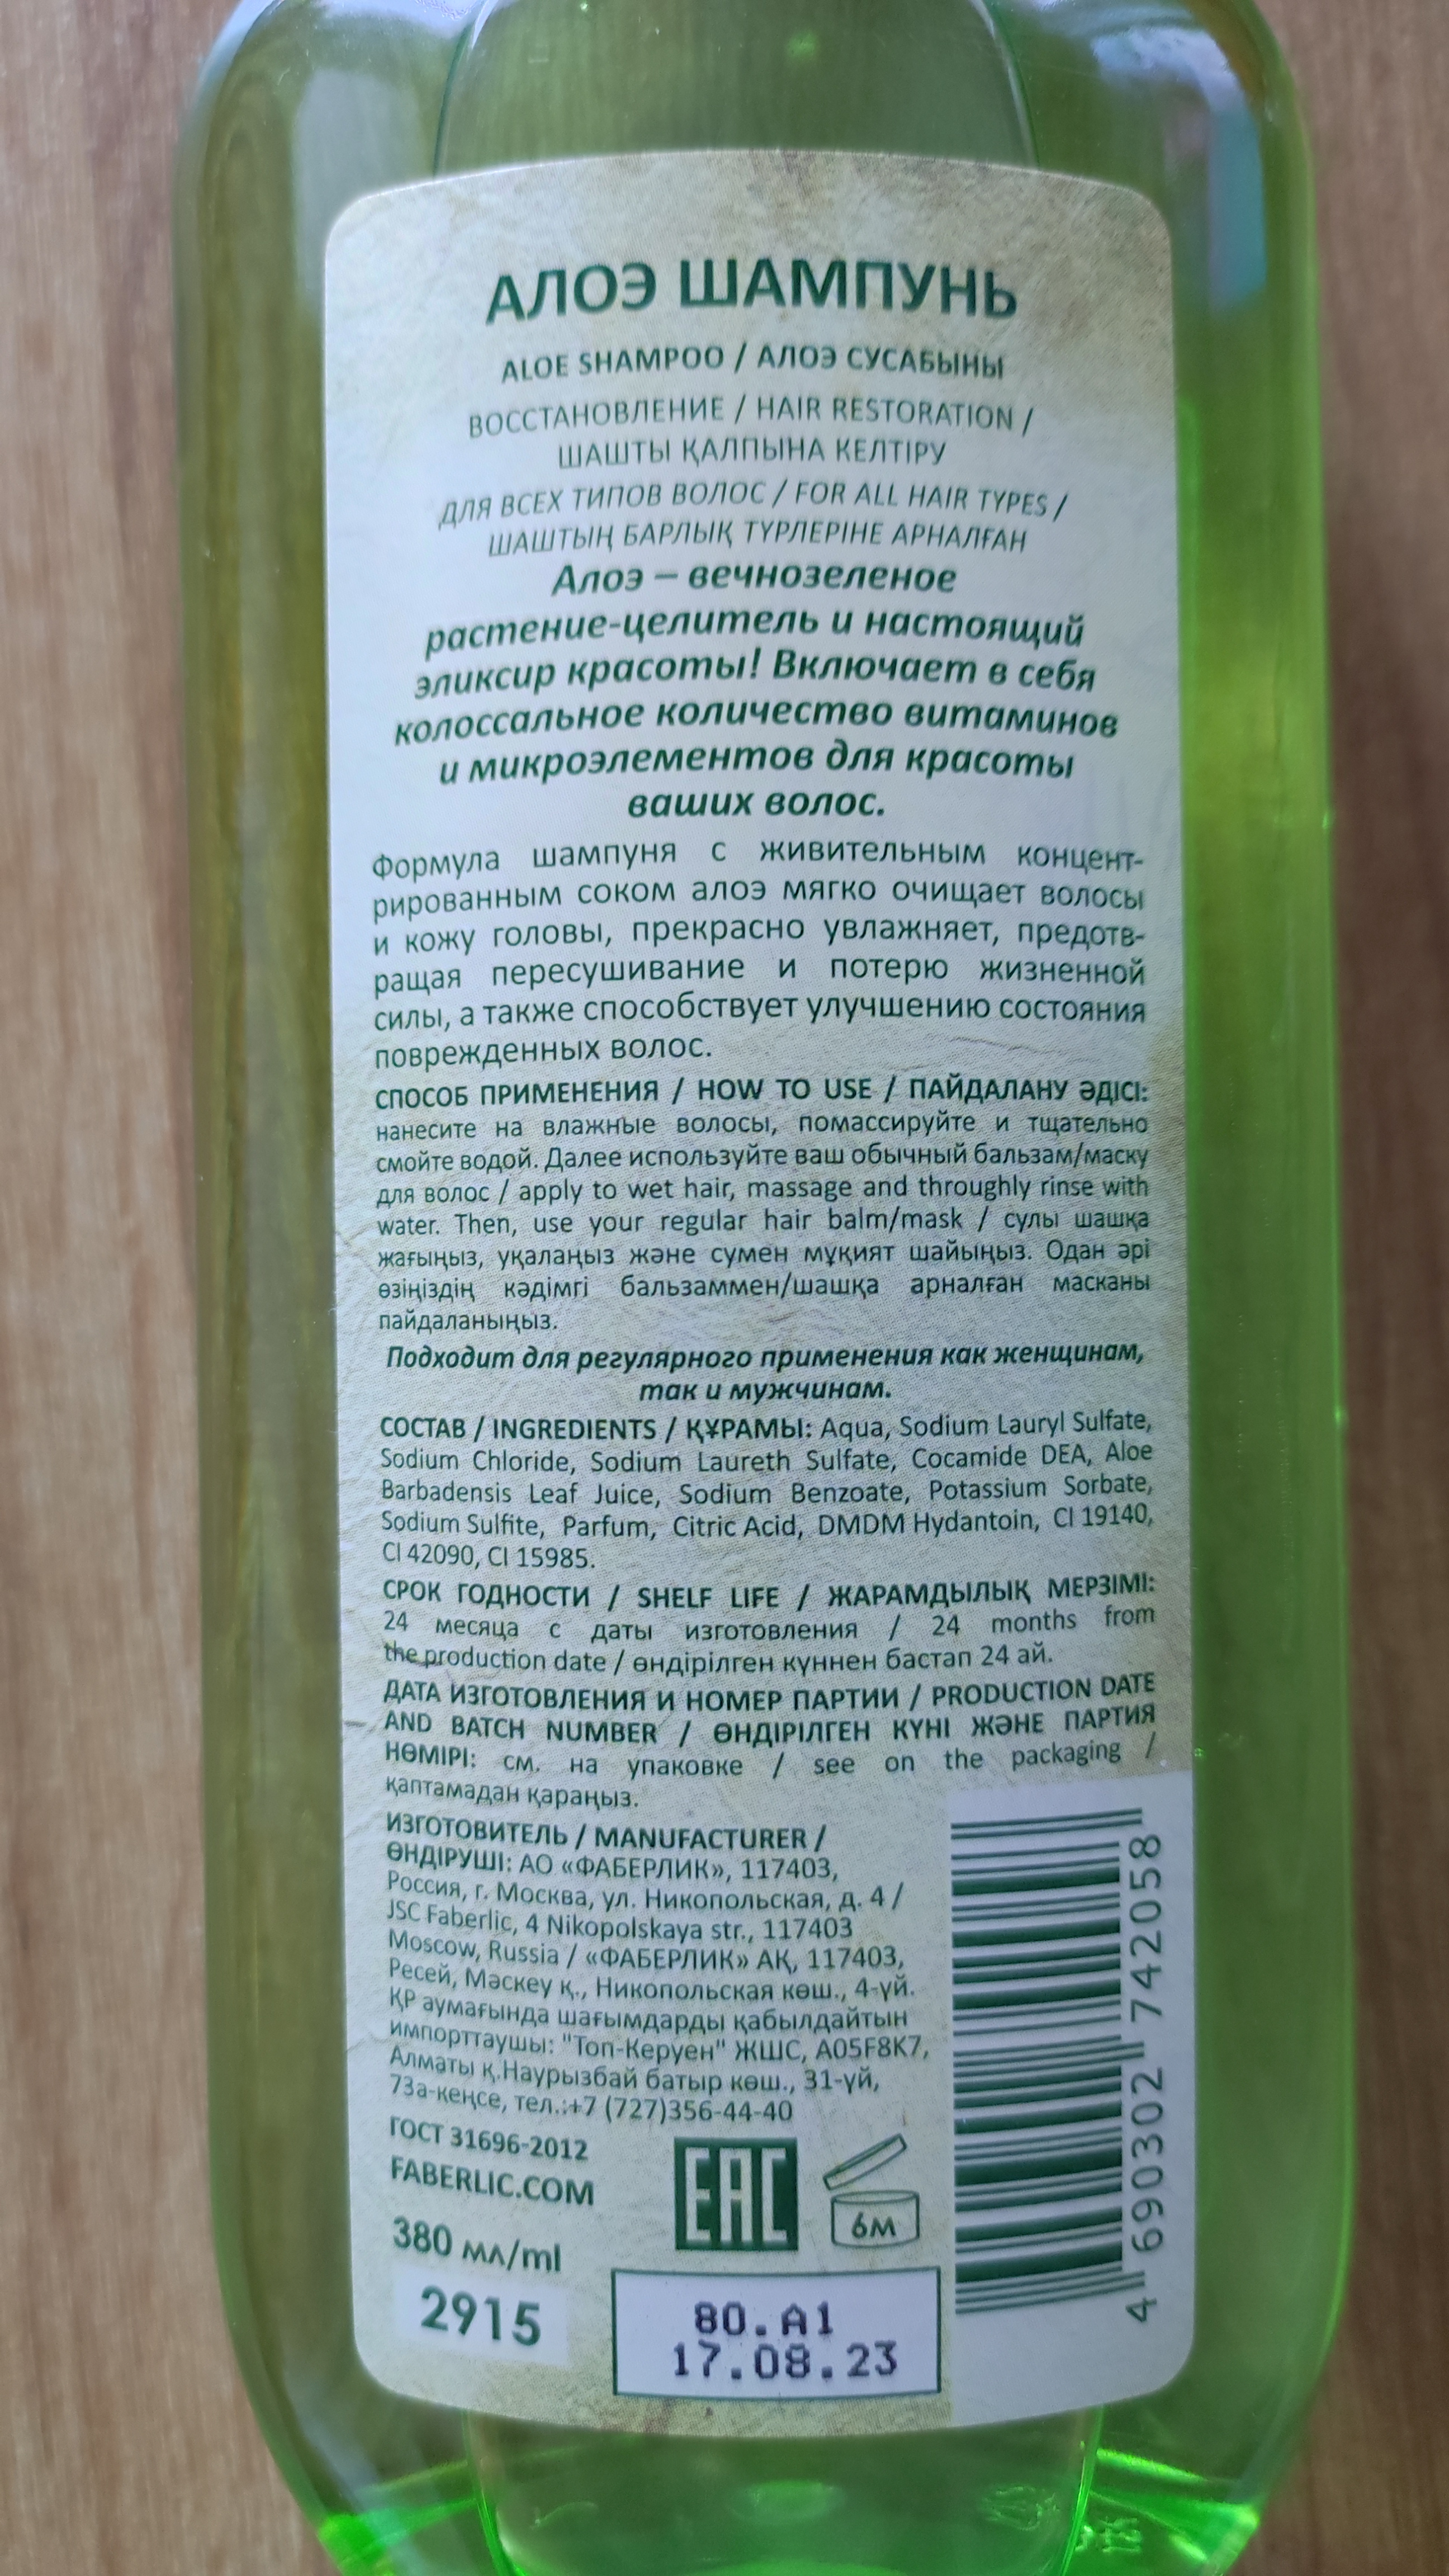 АЛОЭ ШАМПУНЬ
ALOE SHAMPOO / АЛОЭ СУСАБЫНЫ
ВОССТАНОВЛЕНИЕ / HAIR RESTORATION /
ШАШТЫ ҚАЛПЫНА КЕЛТІРУ
ДЛЯ ВСЕХ ТИПОВ ВОЛОС / FOR ALL HAIR TYPES /
ШАШТЫҢ БАРЛЫҚ ТҮРЛЕРІНЕ АРНАЛҒАН
Алоэ – вечнозеленое
растение-целитель и настоящий
эликсир красоты! Включает в себя
колоссальное количество витаминов
и микроэлементов для красоты
ваших волос.
Формула шампуня с живительным концент-
рированным соком алоэ мягко очищает волосы
и кожу головы, прекрасно увлажняет, предотв-
ращая пересушивание и потерю жизненной
силы, а также способствует улучшению состояния
поврежденных волос.
СПОСОБ ПРИМЕНЕНИЯ / HOW TO USE / ПАЙДАЛАНУ ӘДІСІ:
нанесите на влажные волосы, помассируйте и тщательно
смойте водой. Далее используйте ваш обычный бальзам/маску
для волос / apply to wet hair, massage and throughly rinse with
water. Then, use your regular hair balm/mask / сулы шашқа
жағыңыз, уқалаңыз және сумен мұқият шайыңыз. Одан әрі
өзіңіздің кәдімгі бальзаммен/шашқа арналған масканы
пайдаланыңыз.
Подходит для регулярного применения как женщинам,
так и мужчинам.
СОСТАВ / INGREDIENTS / ҚҰРАМЫ: Aqua, Sodium Lauryl Sulfate,
Sodium Chloride, Sodium Laureth Sulfate, Cocamide DEA, Aloe
Barbadensis Leaf Juice, Sodium Benzoate, Potassium Sorbate,
Sodium Sulfite, Parfum, Citric Acid, DMDM Hydantoin, CI 19140,
CI 42090, CI 15985.
СРОК ГОДНОСТИ / SHELF LIFE / ЖАРАМДЫЛЫҚ МЕРЗІМІ:
24 месяца с даты изготовления / 24 months from
the production date / өндірілген күннен бастап 24 ай.
ДАТА ИЗГОТОВЛЕНИЯ И НОМЕР ПАРТИИ / PRODUCTION DATE
AND BATCH NUMBER / ӨНДІРІЛГЕН КҮНІ ЖӘНЕ ПАРТИЯ
НӨМІРІ: см. на упаковке / see on the packaging /
қаптамадан қараңыз.
ИЗГОТОВИТЕЛЬ / MANUFACTURER /
ӨНДІРУШІ: АО «ФАБЕРЛИК», 117403,
Россия, г. Москва, ул. Никопольская, д. 4 /
JSC Faberlic, 4 Nikopolskaya str., 117403
Moscow, Russia / «ФАБЕРЛИК» АҚ, 117403,
Ресей, Мәскеу қ., Никопольская көш., 4-үй.
ҚР аумағында шағымдарды қабылдайтын
импорттаушы: "Топ-Керуен" ЖШС, A05F8K7,
Алматы қ.Наурызбай батыр көш., 31-үй,
73а-кеңсе, тел.:+7 (727)356-44-40
ГОСТ 31696-2012
FABERLIC.COM
380 мл/ml
2915
EAC
6М
80.A1
17.08.23
4 690302 742058